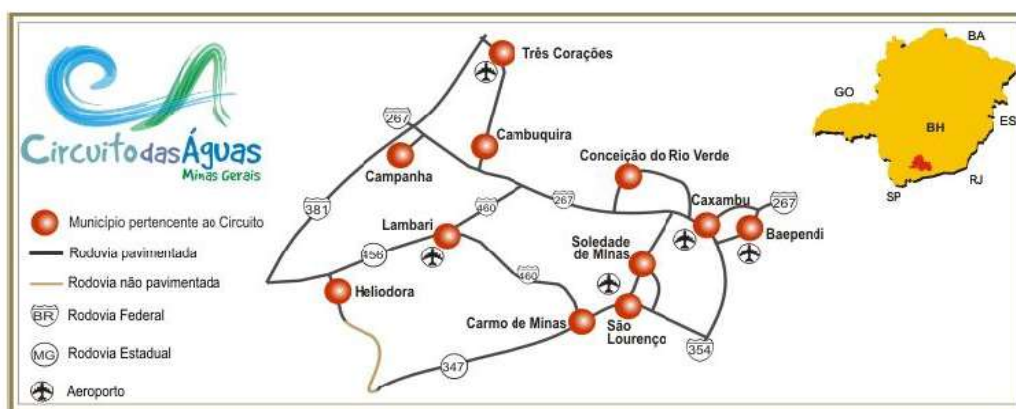 Circuito das Águas
Minas Gerais
Município pertencente ao Circuito
Rodovia pavimentada
Rodovia não pavimentada
BR
Rodovia Federal
MG
Rodovia Estadual
Aeroporto
Três Corações
267
Cambuquira
Campanha
Conceição do Rio Verde
381
Lambari
460
267
Caxambu
267
Baependi
456
Soledade
de Minas
460
Heliodora
Carmo de Minas
São
Lourenço
354
347
BA
GO
ES
BH
SP
RJ